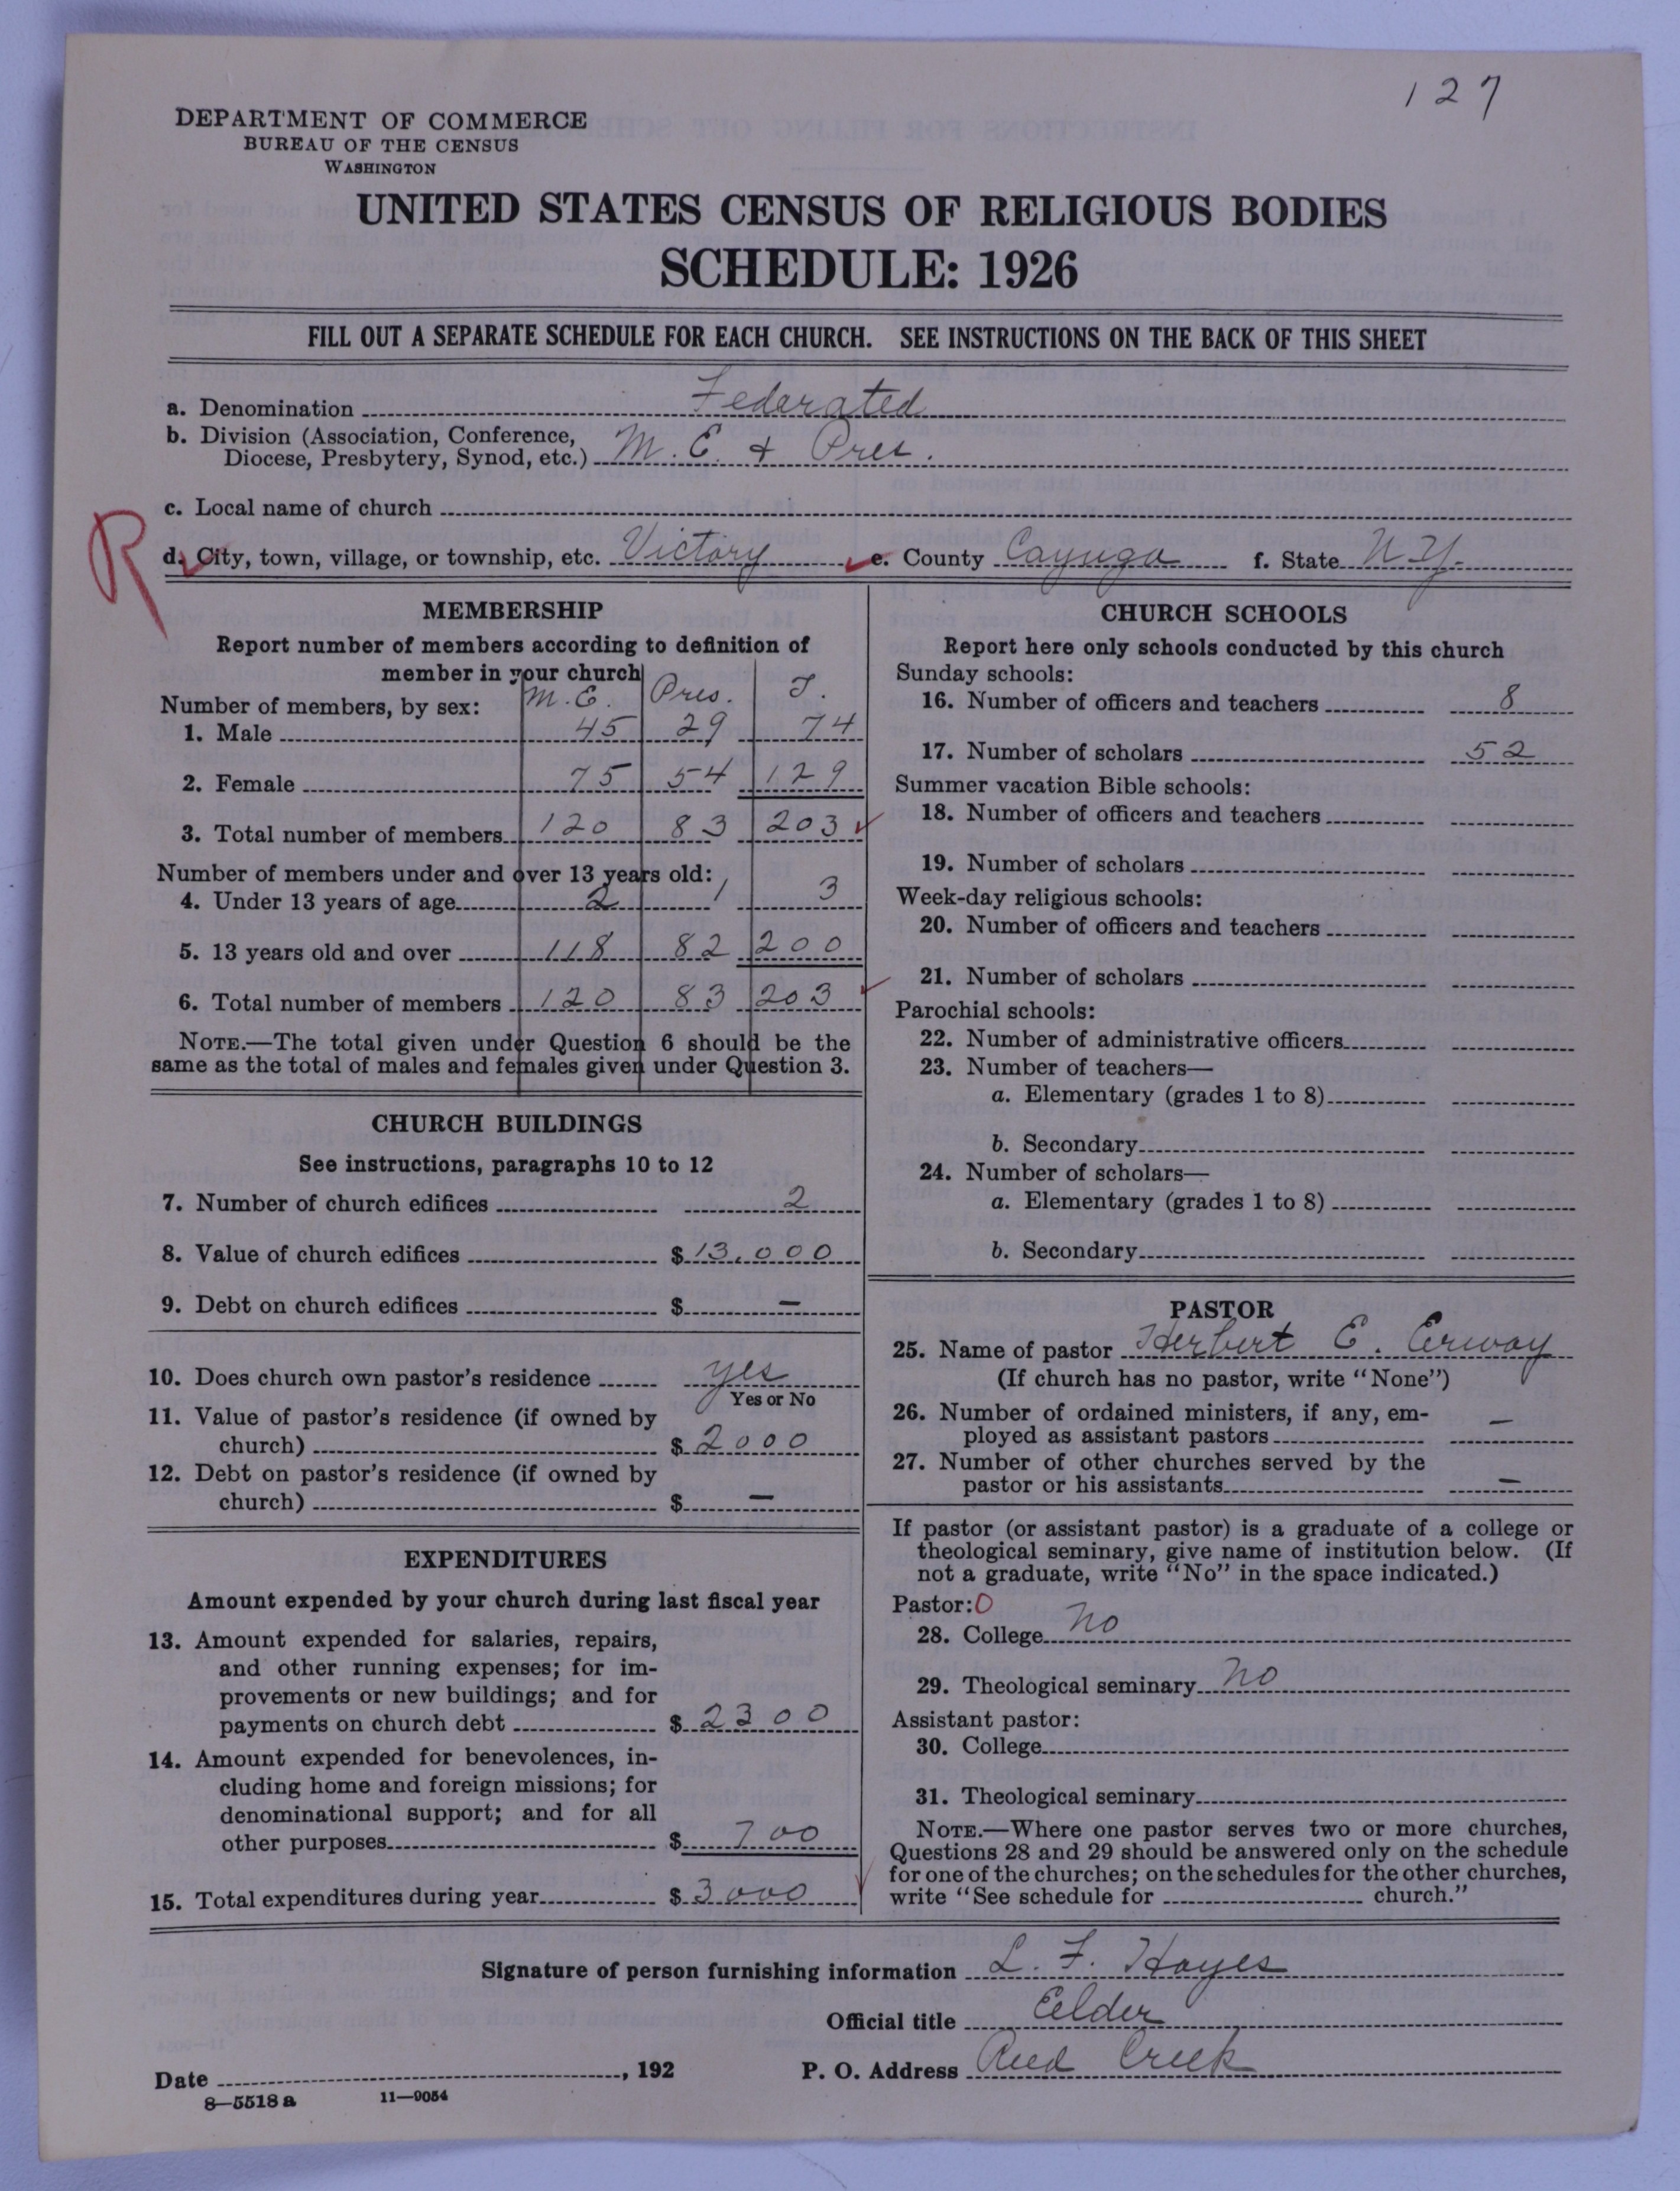 127
DEPARTMENT OF COMMERCE
BUREAU OF THE CENSUS
WASHINGTON
UNITED STATES CENSUS OF RELIGIOUS BODIES
SCHEDULE: 1926
FILL OUT A SEPARATE SCHEDULE FOR EACH CHURCH. SEE INSTRUCTIONS ON THE BACK OF THIS SHEET
a. Denomination Federated
b. Division (Association, Conference,
Diocese, Presbytery, Synod, etc.) M. E. & Pres.
c. Local name of church
R
d. City, town, village, or township, etc. Victory e. County Cayuga f. State N.Y.
MEMBERSHIP
Report number of members according to definition of
member in your church
M.E. Pres. T.
Number of members, by sex:
1. Male 45 29 74
2. Female 75 54 129
3. Total number of members 120 83 203
Number of members under and over 13 years old:
4. Under 13 years of age 2 1 3
5. 13 years old and over 118 82 200
6. Total number of members 120 83 203
NOTE.—The total given under Question 6 should be the
same as the total of males and females given under Question 3.
CHURCH BUILDINGS
See instructions, paragraphs 10 to 12
7. Number of church edifices 2
8. Value of church edifices $ 13,000
9. Debt on church edifices $ —
10. Does church own pastor's residence yes
Yes or No
11. Value of pastor's residence (if owned by
church) $ 2000
12. Debt on pastor's residence (if owned by
church) $ —
EXPENDITURES
Amount expended by your church during last fiscal year
13. Amount expended for salaries, repairs,
and other running expenses; for im-
provements or new buildings; and for
payments on church debt $ 2300
14. Amount expended for benevolences, in-
cluding home and foreign missions; for
denominational support; and for all
other purposes $ 700
15. Total expenditures during year $ 3000
CHURCH SCHOOLS
Report here only schools conducted by this church
Sunday schools:
16. Number of officers and teachers 8
17. Number of scholars 52
Summer vacation Bible schools:
18. Number of officers and teachers
19. Number of scholars
Week-day religious schools:
20. Number of officers and teachers
21. Number of scholars
Parochial schools:
22. Number of administrative officers
23. Number of teachers—
a. Elementary (grades 1 to 8)
b. Secondary
24. Number of scholars—
a. Elementary (grades 1 to 8)
b. Secondary
PASTOR
25. Name of pastor Herbert E. Erway
(If church has no pastor, write "None")
26. Number of ordained ministers, if any, em-
ployed as assistant pastors —
27. Number of other churches served by the
pastor or his assistants —
If pastor (or assistant pastor) is a graduate of a college or
theological seminary, give name of institution below. (If
not a graduate, write "No" in the space indicated.)
Pastor: O
28. College No
29. Theological seminary No
Assistant pastor:
30. College
31. Theological seminary
NOTE.—Where one pastor serves two or more churches,
Questions 28 and 29 should be answered only on the schedule
for one of the churches; on the schedules for the other churches,
write "See schedule for church."
Signature of person furnishing information L. F. Hayes
Official title Elder
Date , 192 P. O. Address Red Creek
8—5518 a 11—9054